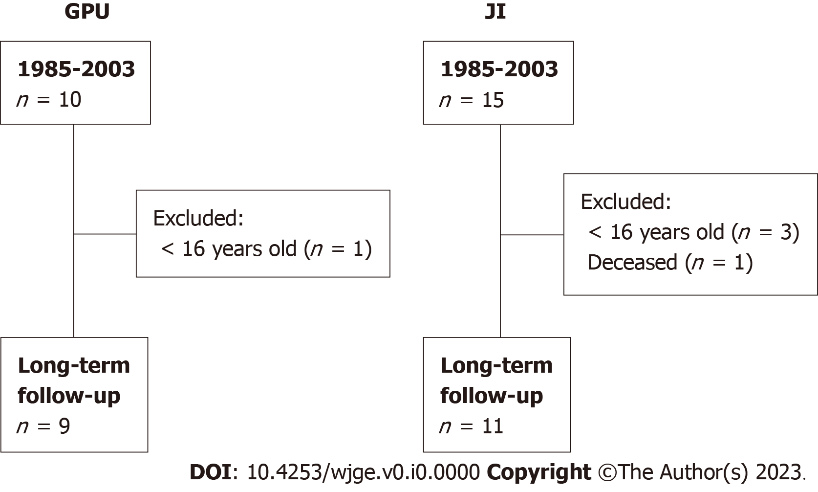 GPU
1985-2003
n = 10
Excluded:
< 16 years old (n = 1)
Long-term
follow-up
n = 9
JI
1985-2003
n = 15
Excluded:
< 16 years old (n = 3)
Deceased (n = 1)
Long-term
follow-up
n = 11
DOI: 10.4253/wjge.v0.i0.0000 Copyright ©The Author(s) 2023.